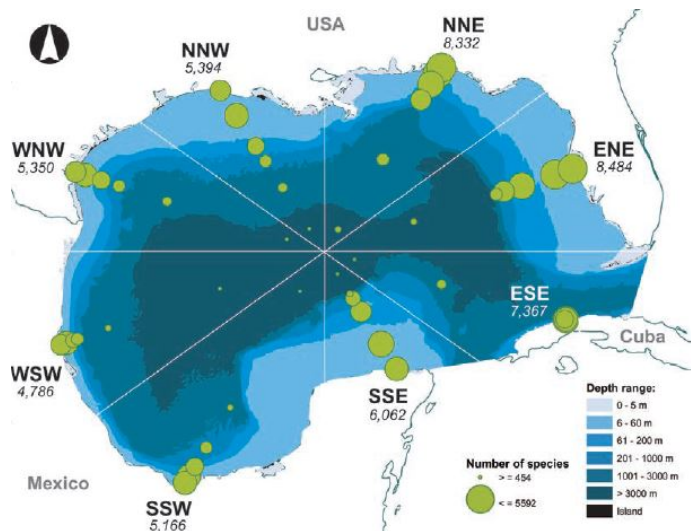 USA
NNW
5,394
NNE
8,332
WNW
5,350
ENE
8,484
ESE
7,367
Cuba
WSW
4,786
SSE
6,062
Mexico
SSW
5,166
Number of species
> = 454
< = 5592
Depth range:
0 - 5 m
6 - 60 m
61 - 200 m
201 - 1000 m
1001 - 3000 m
> 3000 m
Island